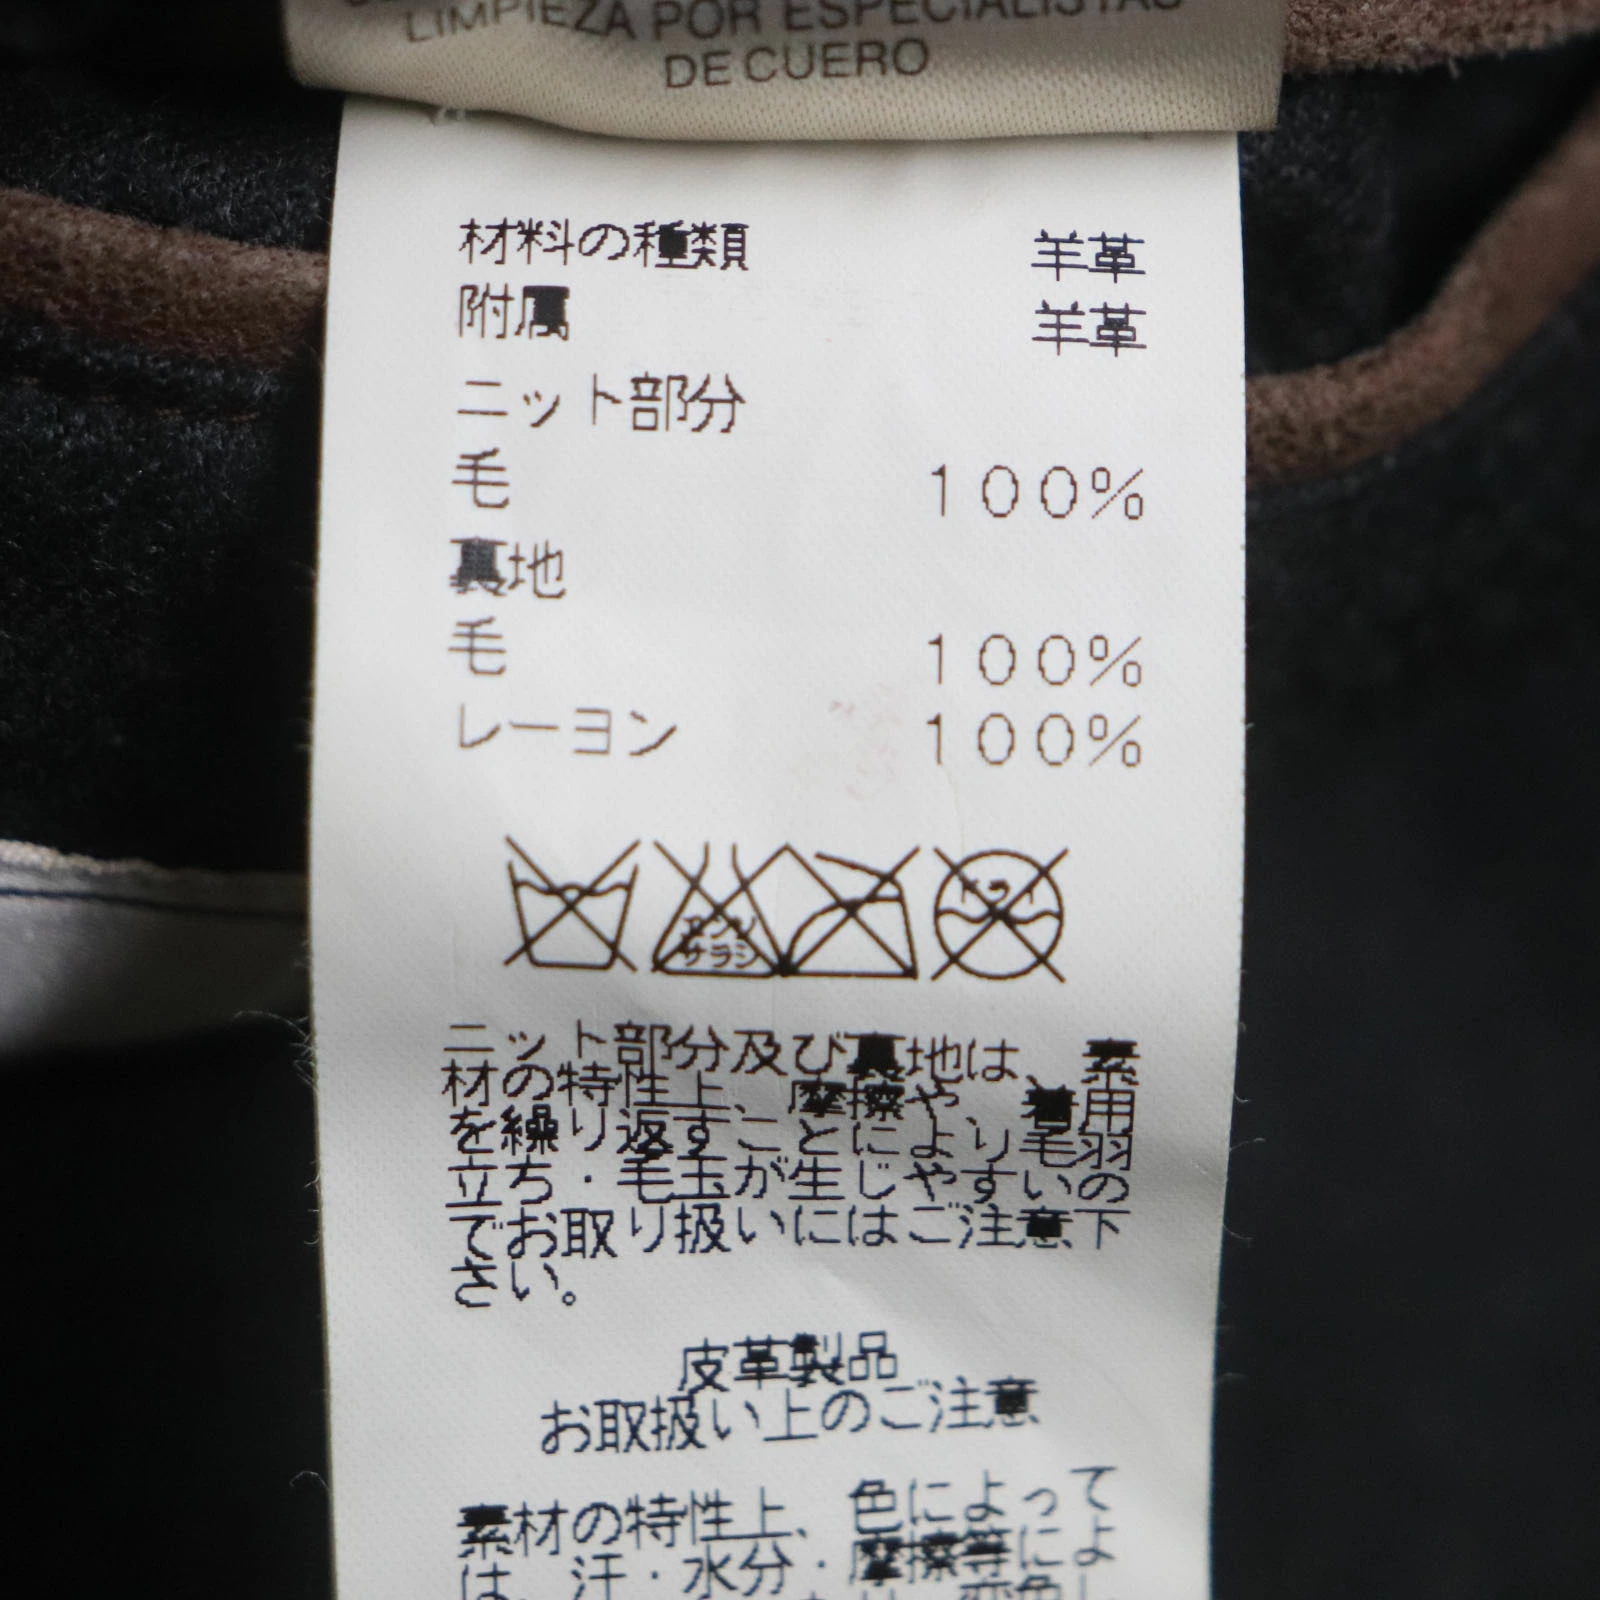 LIMPIEZA POR ESPECIALISTAS
DE CUERO
材料の種類 羊革
附属 羊革
ニット部分
毛 100%
裏地
毛 100%
レーヨン 100%
エンソ
サラシ
ドライ
ニット部分及び裏地は、素
材の特性上、摩擦や、着用
を繰り返すことにより毛羽
立ち・毛玉が生じやすいの
でお取り扱いにはご注意下
さい。
皮革製品
お取扱い上のご注意
素材の特性上、色によって
は、汗・水分・摩擦等によ